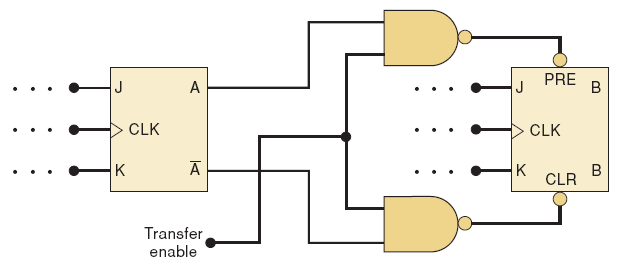 PRE
J A J B
CLK CLK
K A̅ K B
CLR
Transfer
enable